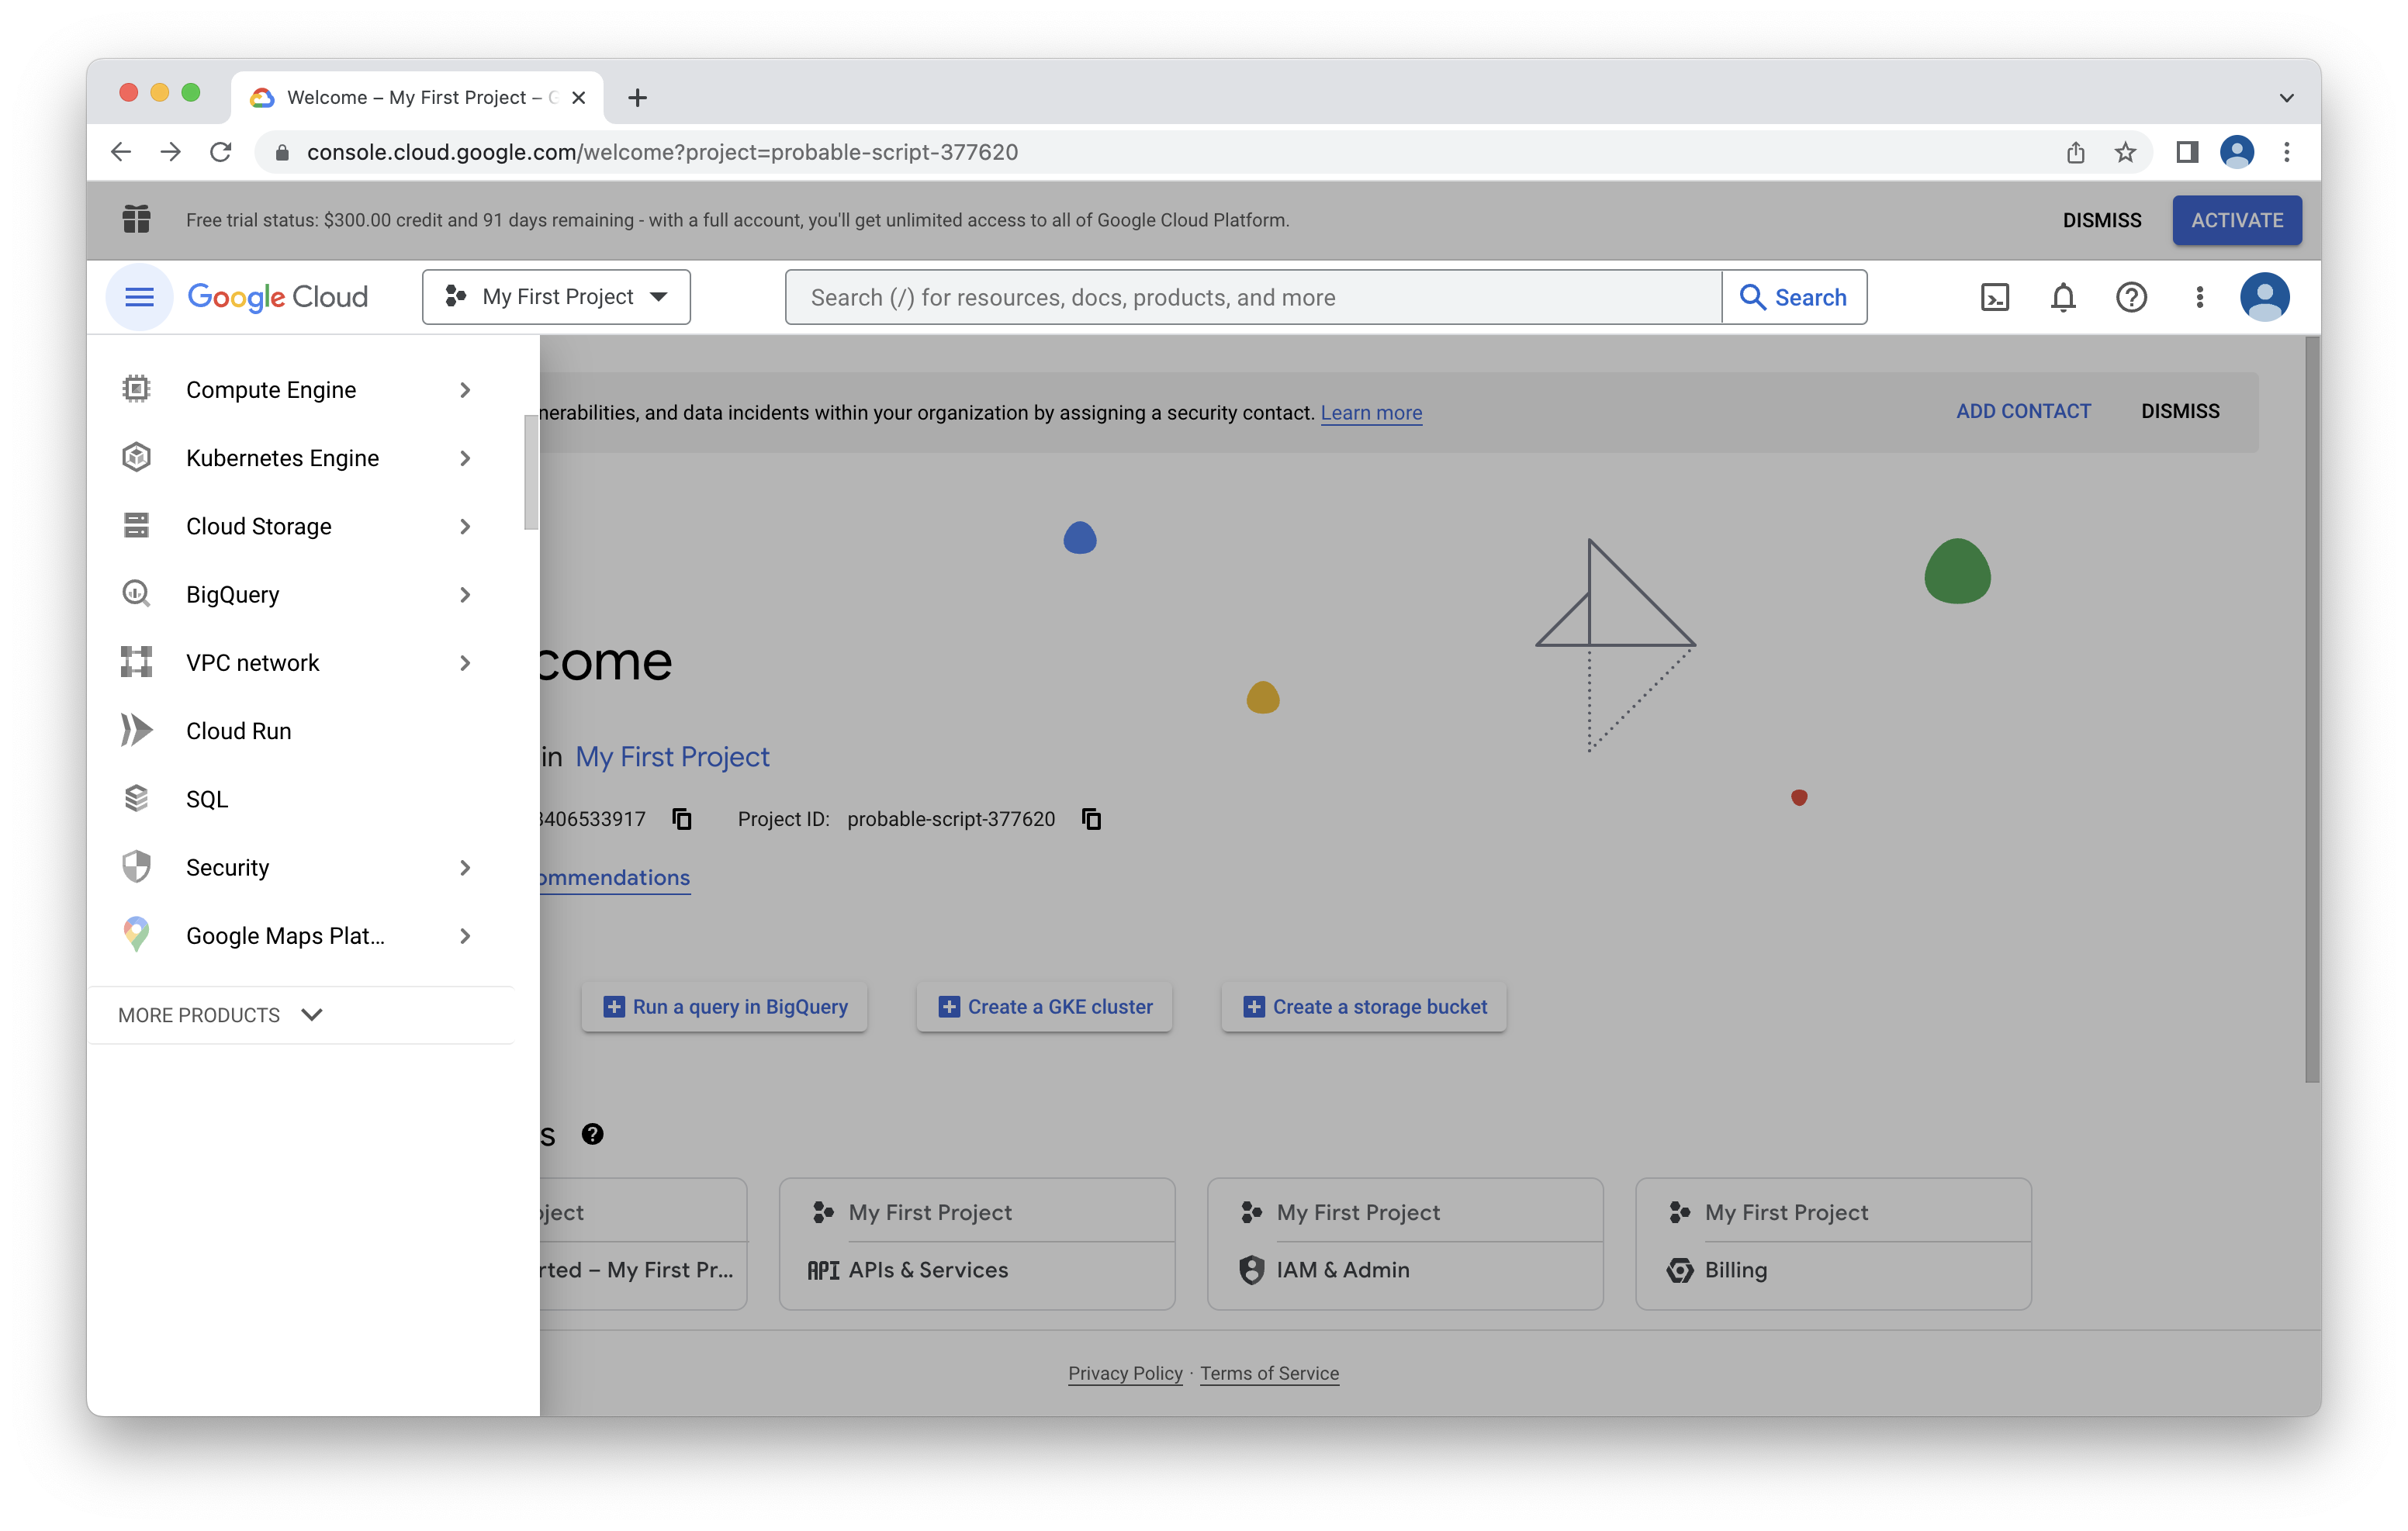 Welcome – My First Project –
console.cloud.google.com/welcome?project=probable-script-377620
Free trial status: $300.00 credit and 91 days remaining - with a full account, you'll get unlimited access to all of Google Cloud Platform.
DISMISS
ACTIVATE
Google Cloud
My First Project
Search (/) for resources, docs, products, and more
Search
Compute Engine
Kubernetes Engine
Cloud Storage
BigQuery
VPC network
Cloud Run
SQL
Security
Google Maps Plat...
MORE PRODUCTS
nerabilities, and data incidents within your organization by assigning a security contact. Learn more
ADD CONTACT
DISMISS
come
in My First Project
3406533917
Project ID: probable-script-377620
ommendations
Run a query in BigQuery
Create a GKE cluster
Create a storage bucket
s
ject
rted – My First Pr...
My First Project
API APIs & Services
My First Project
IAM & Admin
My First Project
Billing
Privacy Policy · Terms of Service